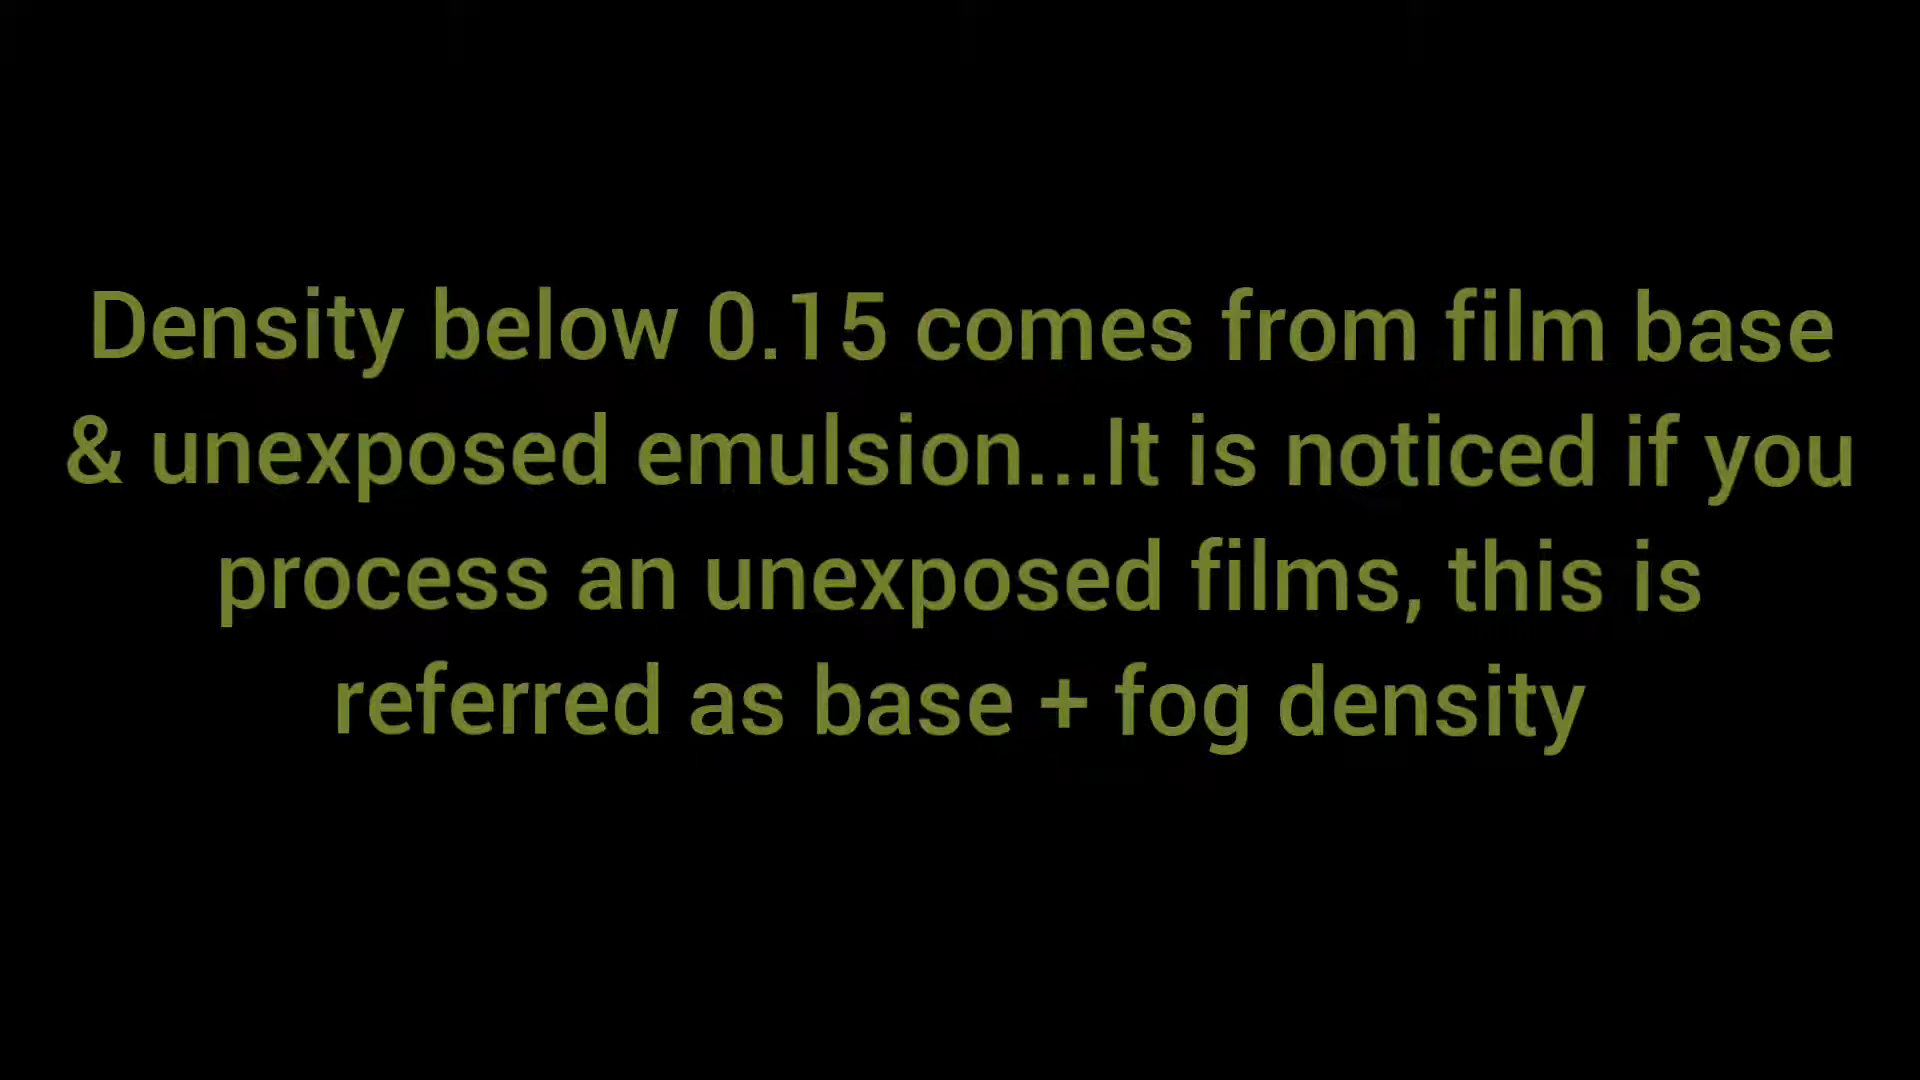 Density below 0.15 comes from film base
& unexposed emulsion...It is noticed if you
process an unexposed films, this is
referred as base + fog density